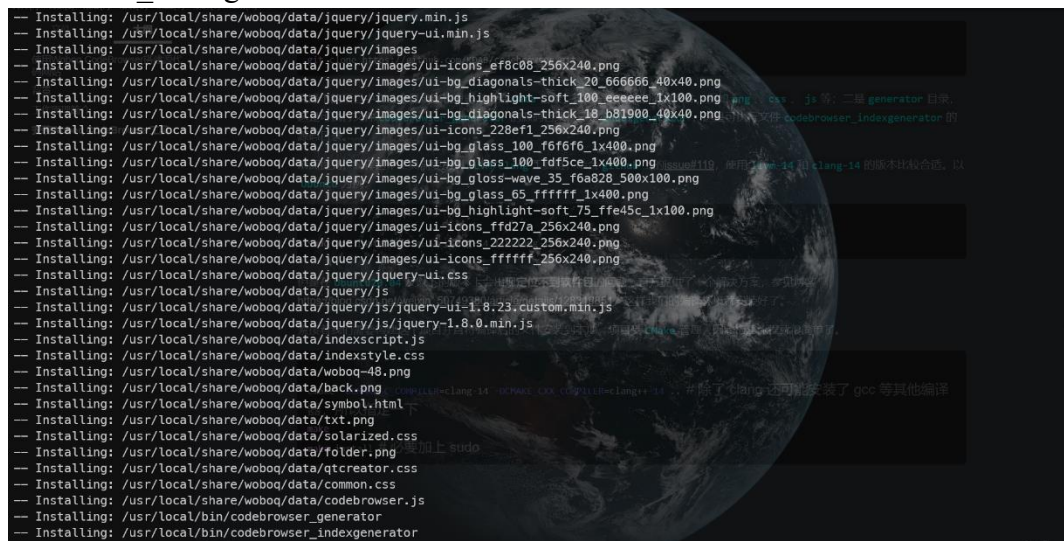 -- Installing: /usr/local/share/woboq/data/jquery/jquery.min.js
-- Installing: /usr/local/share/woboq/data/jquery/jquery-ui.min.js
-- Installing: /usr/local/share/woboq/data/jquery/images
-- Installing: /usr/local/share/woboq/data/jquery/images/ui-icons_ef8c08_256x240.png
-- Installing: /usr/local/share/woboq/data/jquery/images/ui-bg_diagonals-thick_20_666666_40x40.png
-- Installing: /usr/local/share/woboq/data/jquery/images/ui-bg_highlight-soft_100_eeeeee_1x100.png
-- Installing: /usr/local/share/woboq/data/jquery/images/ui-bg_diagonals-thick_18_b81900_40x40.png
-- Installing: /usr/local/share/woboq/data/jquery/images/ui-icons_228ef1_256x240.png
-- Installing: /usr/local/share/woboq/data/jquery/images/ui-bg_glass_100_f6f6f6_1x400.png
-- Installing: /usr/local/share/woboq/data/jquery/images/ui-bg_glass_100_fdf5ce_1x400.png
-- Installing: /usr/local/share/woboq/data/jquery/images/ui-bg_gloss-wave_35_f6a828_500x100.png
-- Installing: /usr/local/share/woboq/data/jquery/images/ui-bg_glass_65_ffffff_1x400.png
-- Installing: /usr/local/share/woboq/data/jquery/images/ui-bg_highlight-soft_75_ffe45c_1x100.png
-- Installing: /usr/local/share/woboq/data/jquery/images/ui-icons_ffd27a_256x240.png
-- Installing: /usr/local/share/woboq/data/jquery/images/ui-icons_222222_256x240.png
-- Installing: /usr/local/share/woboq/data/jquery/images/ui-icons_ffffff_256x240.png
-- Installing: /usr/local/share/woboq/data/jquery/jquery-ui.css
-- Installing: /usr/local/share/woboq/data/jquery/js
-- Installing: /usr/local/share/woboq/data/jquery/js/jquery-ui-1.8.23.custom.min.js
-- Installing: /usr/local/share/woboq/data/jquery/js/jquery-1.8.0.min.js
-- Installing: /usr/local/share/woboq/data/indexscript.js
-- Installing: /usr/local/share/woboq/data/indexstyle.css
-- Installing: /usr/local/share/woboq/data/woboq-48.png
-- Installing: /usr/local/share/woboq/data/back.png
-- Installing: /usr/local/share/woboq/data/symbol.html
-- Installing: /usr/local/share/woboq/data/txt.png
-- Installing: /usr/local/share/woboq/data/solarized.css
-- Installing: /usr/local/share/woboq/data/folder.png
-- Installing: /usr/local/share/woboq/data/qtcreator.css
-- Installing: /usr/local/share/woboq/data/common.css
-- Installing: /usr/local/share/woboq/data/codebrowser.js
-- Installing: /usr/local/bin/codebrowser_generator
-- Installing: /usr/local/bin/codebrowser_indexgenerator